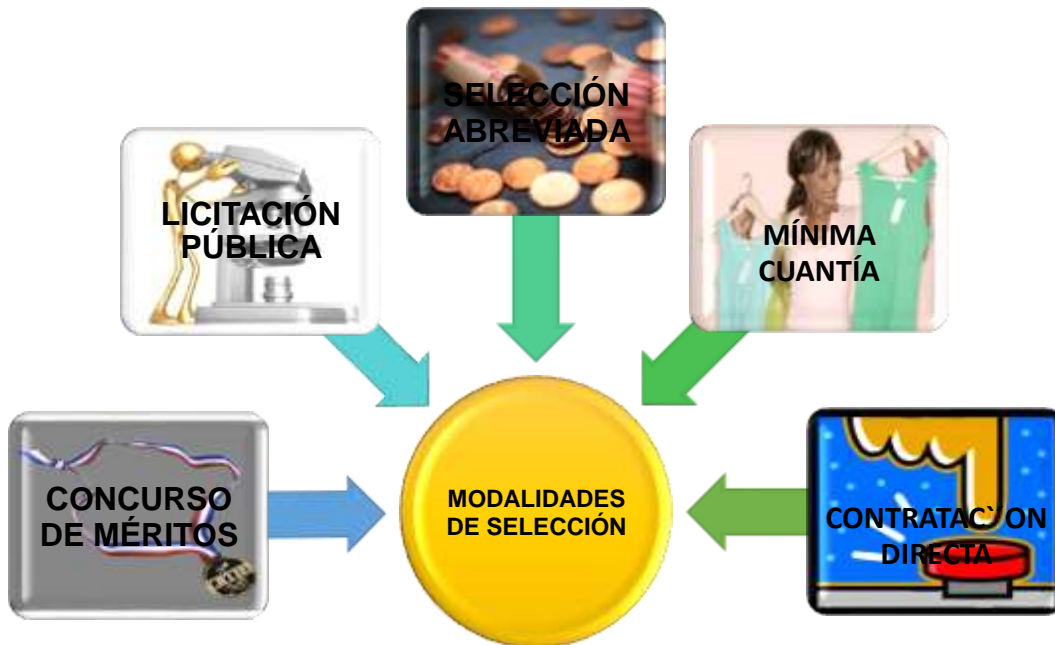 SELECCIÓN
ABREVIADA
LICITACIÓN
PÚBLICA
MÍNIMA
CUANTÍA
CONCURSO
DE MÉRITOS
MODALIDADES
DE SELECCIÓN
CONTRATAC`ON
DIRECTA